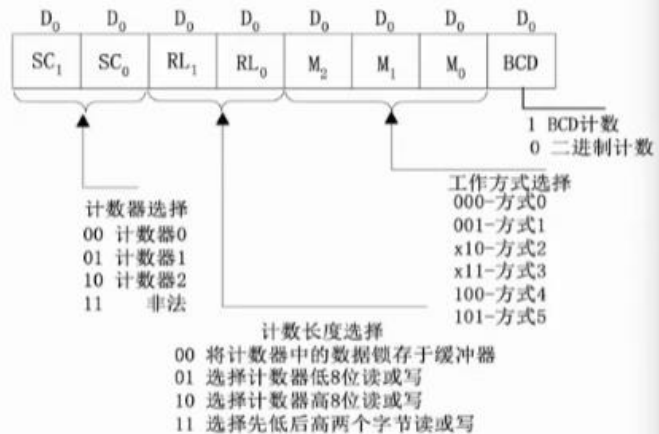 D₀ D₀ D₀ D₀ D₀ D₀ D₀ D₀
SC₁ SC₀ RL₁ RL₀ M₂ M₁ M₀ BCD
1 BCD计数
0 二进制计数
工作方式选择
000-方式0
001-方式1
x10-方式2
x11-方式3
100-方式4
101-方式5
计数器选择
00 计数器0
01 计数器1
10 计数器2
11 非法
计数长度选择
00 将计数器中的数据锁存于缓冲器
01 选择计数器低8位读或写
10 选择计数器高8位读或写
11 选择先低后高两个字节读或写